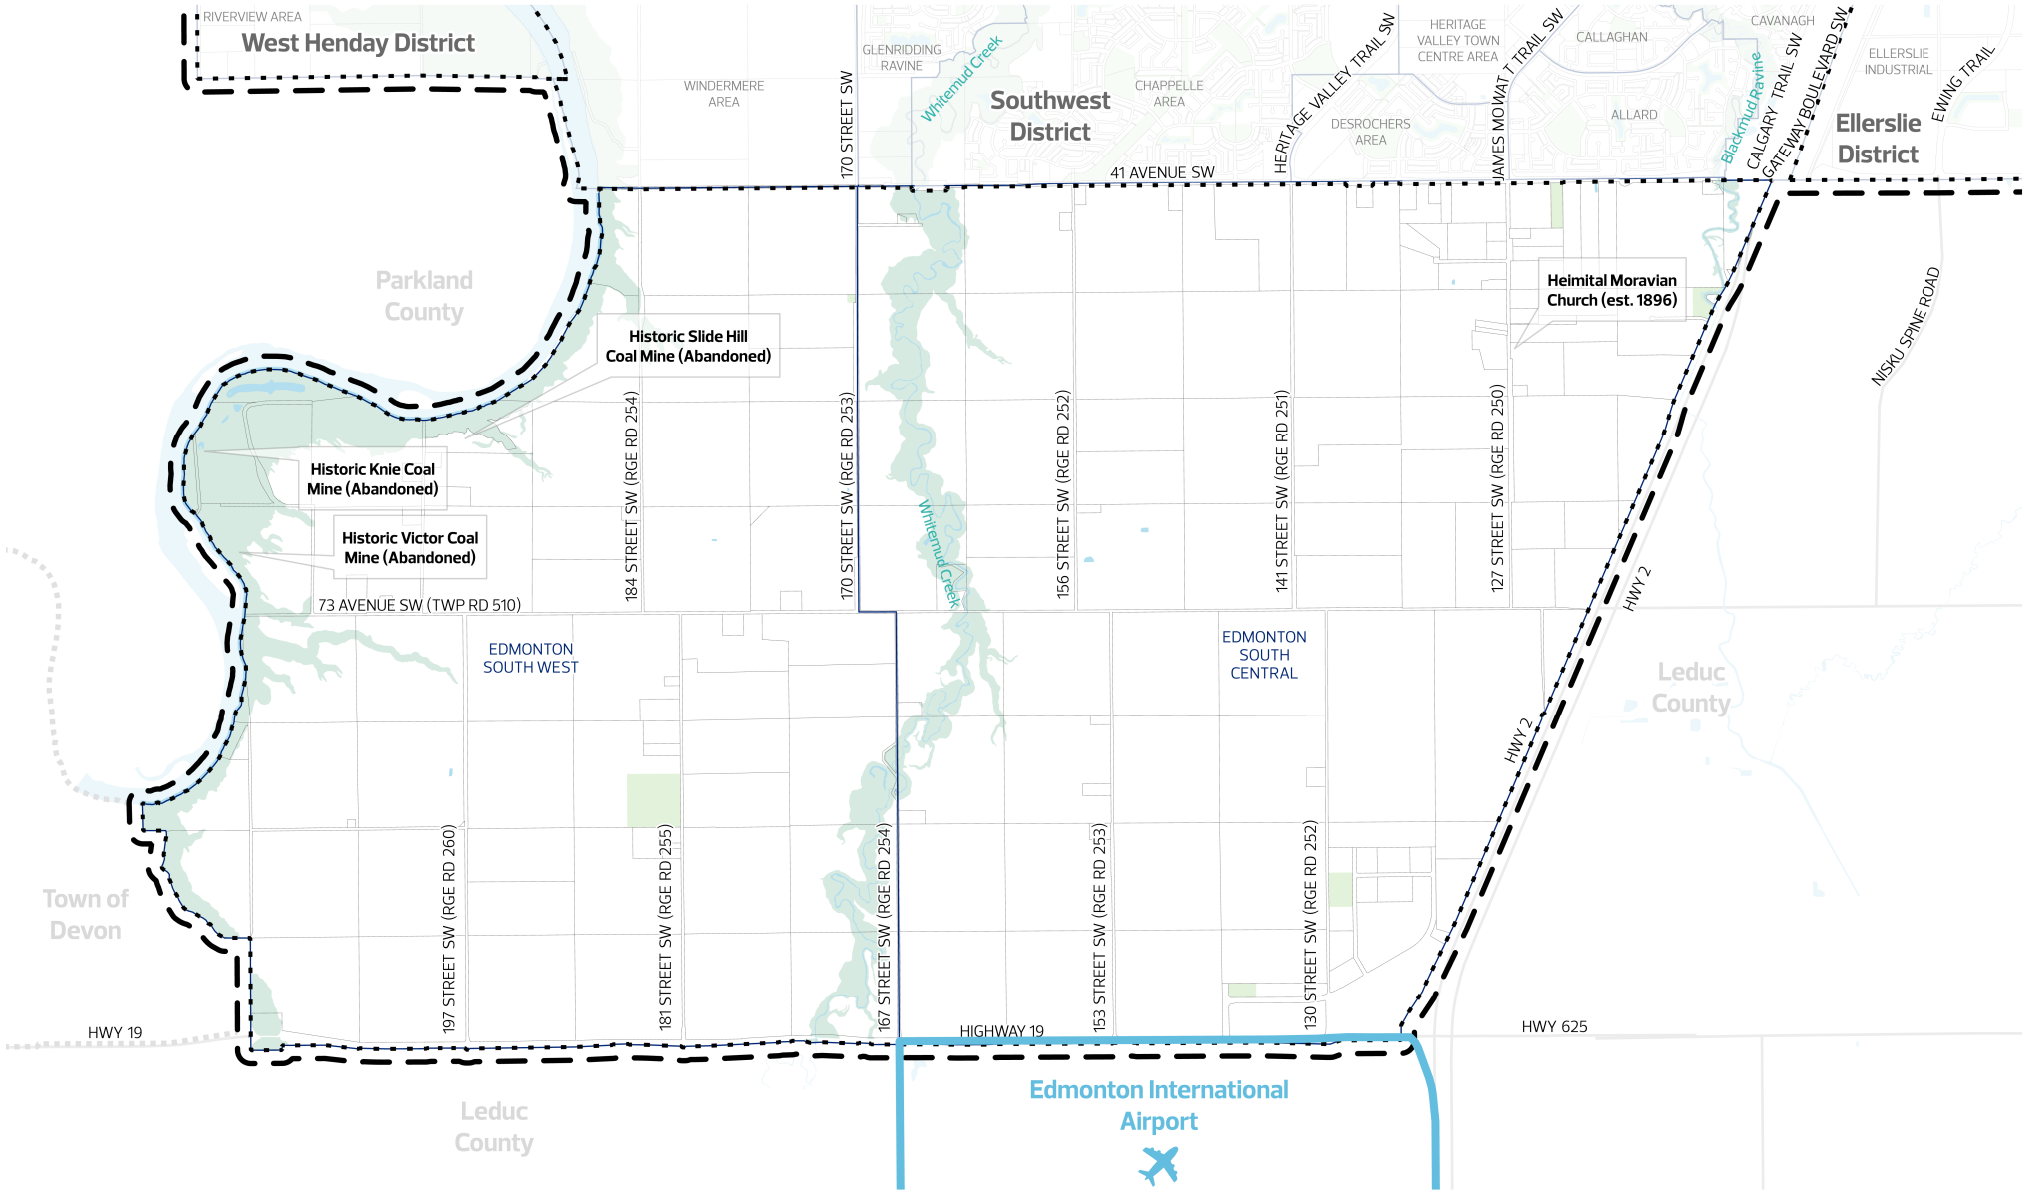 RIVERVIEW AREA
West Henday District
GLENRIDDING
RAVINE
Whitemud Creek
WINDERMERE
AREA
170 STREET SW
Southwest
District
CHAPPELLE
AREA
HERITAGE VALLEY TRAIL SW
HERITAGE
VALLEY TOWN
CENTRE AREA
DESROCHERS
AREA
JAMES MOWATT TRAIL SW
CALLAGHAN
ALLARD
CAVANAGH
Blackmud Ravine
CALGARY TRAIL SW
GATEWAY BOULEVARD SW
ELLERSLIE
INDUSTRIAL
EWING TRAIL
Ellerslie
District
41 AVENUE SW
Parkland
County
Heimital Moravian
Church (est. 1896)
NISKU SPINE ROAD
Historic Slide Hill
Coal Mine (Abandoned)
Historic Knie Coal
Mine (Abandoned)
Historic Victor Coal
Mine (Abandoned)
184 STREET SW (RGE RD 254)
170 STREET SW (RGE RD 253)
Whitemud Creek
156 STREET SW (RGE RD 252)
141 STREET SW (RGE RD 251)
127 STREET SW (RGE RD 250)
HWY 2
73 AVENUE SW (TWP RD 510)
EDMONTON
SOUTH WEST
EDMONTON
SOUTH
CENTRAL
Leduc
County
HWY 2
Town of
Devon
197 STREET SW (RGE RD 260)
181 STREET SW (RGE RD 255)
167 STREET SW (RGE RD 254)
153 STREET SW (RGE RD 253)
130 STREET SW (RGE RD 252)
HWY 19
HIGHWAY 19
HWY 625
Edmonton International
Airport
Leduc
County